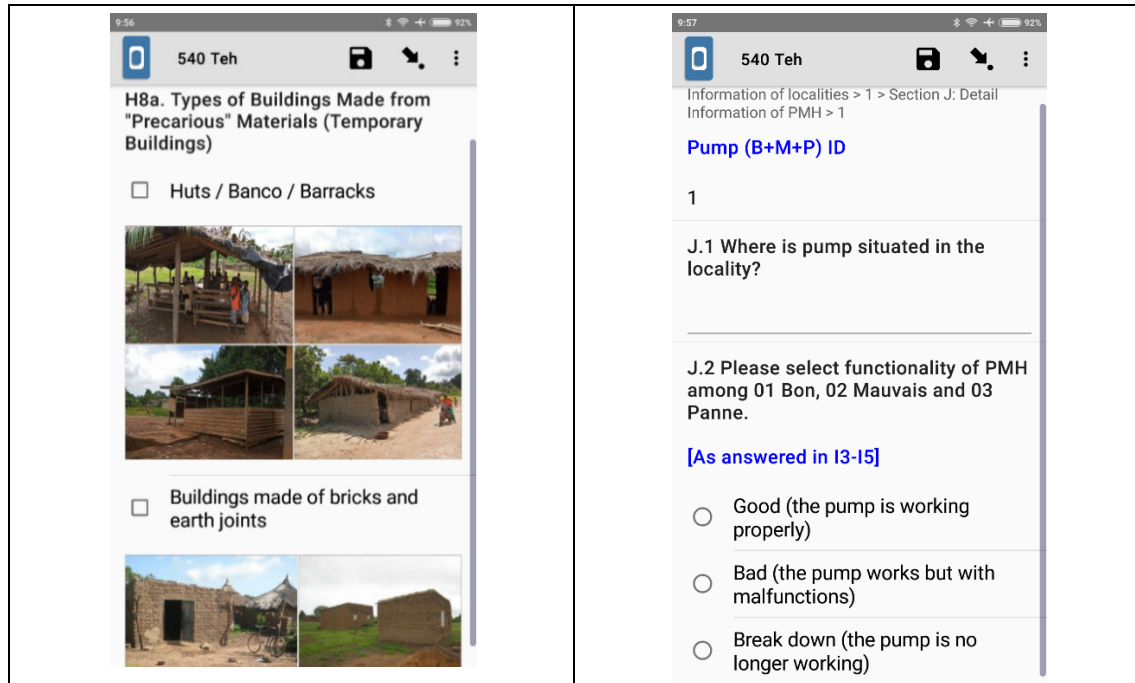 9:56
92%
540 Teh
H8a. Types of Buildings Made from
"Precarious" Materials (Temporary
Buildings)
Huts / Banco / Barracks
Buildings made of bricks and
earth joints
9:57
92%
540 Teh
Information of localities > 1 > Section J: Detail
Information of PMH > 1
Pump (B+M+P) ID
1
J.1 Where is pump situated in the
locality?
J.2 Please select functionality of PMH
among 01 Bon, 02 Mauvais and 03
Panne.
[As answered in I3-I5]
Good (the pump is working
properly)
Bad (the pump works but with
malfunctions)
Break down (the pump is no
longer working)